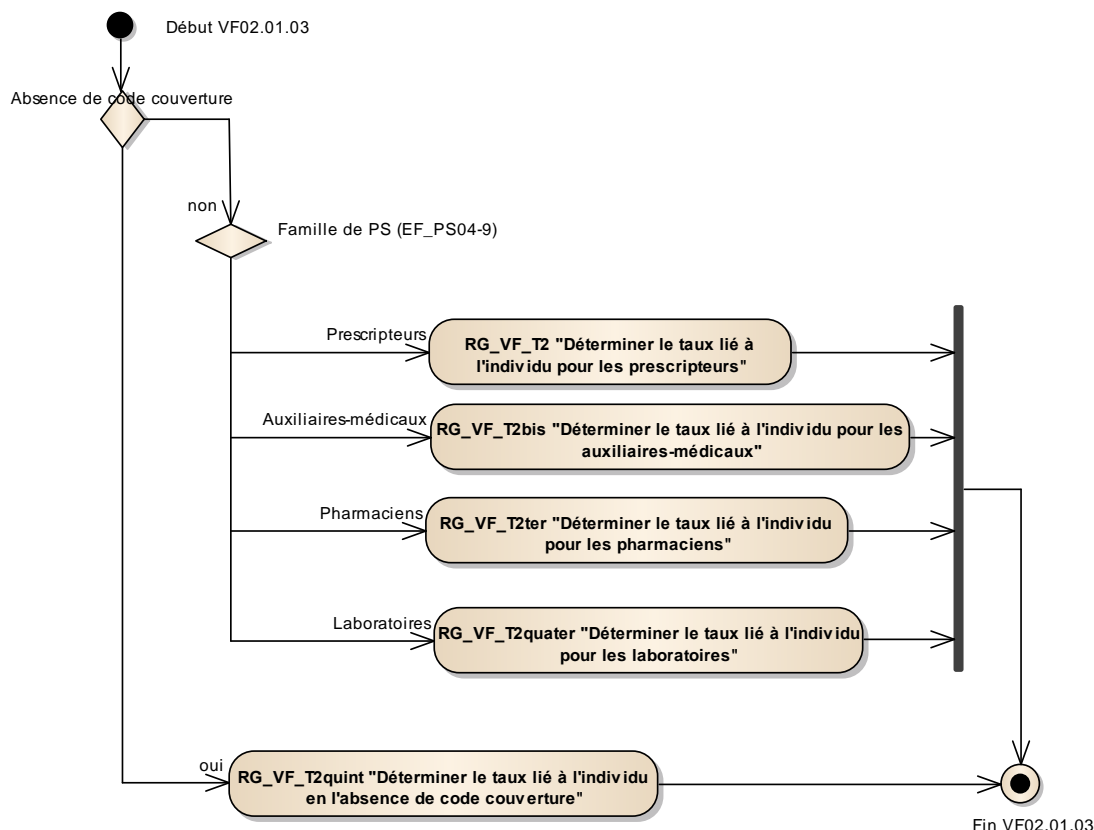 Début VF02.01.03
Absence de code couverture
non
Famille de PS (EF_PS04-9)
Prescripteurs
RG_VF_T2 "Déterminer le taux lié à
l'individu pour les prescripteurs"
Auxiliaires-médicaux
RG_VF_T2bis "Déterminer le taux lié à l'individu pour les
auxiliaires-médicaux"
Pharmaciens
RG_VF_T2ter "Déterminer le taux lié à l'individu
pour les pharmaciens"
Laboratoires
RG_VF_T2quater "Déterminer le taux lié à l'individu
pour les laboratoires"
oui
RG_VF_T2quint "Déterminer le taux lié à l'individu
en l'absence de code couverture"
Fin VF02.01.03